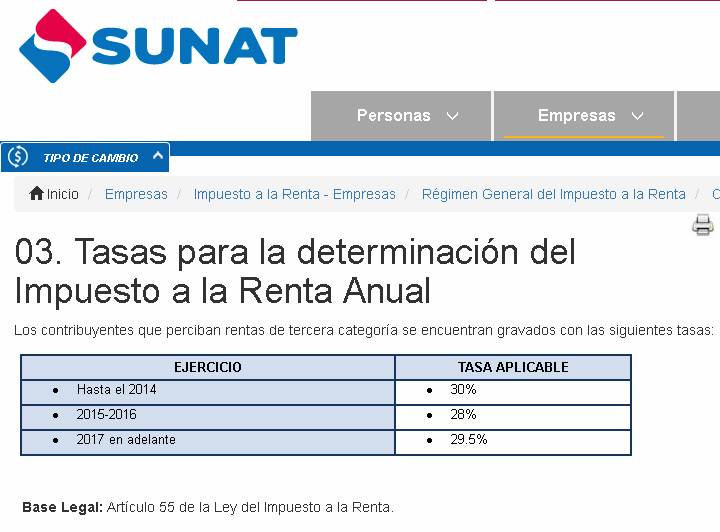 SUNAT
Personas
Empresas
TIPO DE CAMBIO
Inicio / Empresas / Impuesto a la Renta - Empresas / Régimen General del Impuesto a la Renta /
03. Tasas para la determinación del
Impuesto a la Renta Anual
Los contribuyentes que perciban rentas de tercera categoría se encuentran gravados con las siguientes tasas:
EJERCICIO TASA APLICABLE
• Hasta el 2014 • 30%
• 2015-2016 • 28%
• 2017 en adelante • 29.5%
Base Legal: Artículo 55 de la Ley del Impuesto a la Renta.